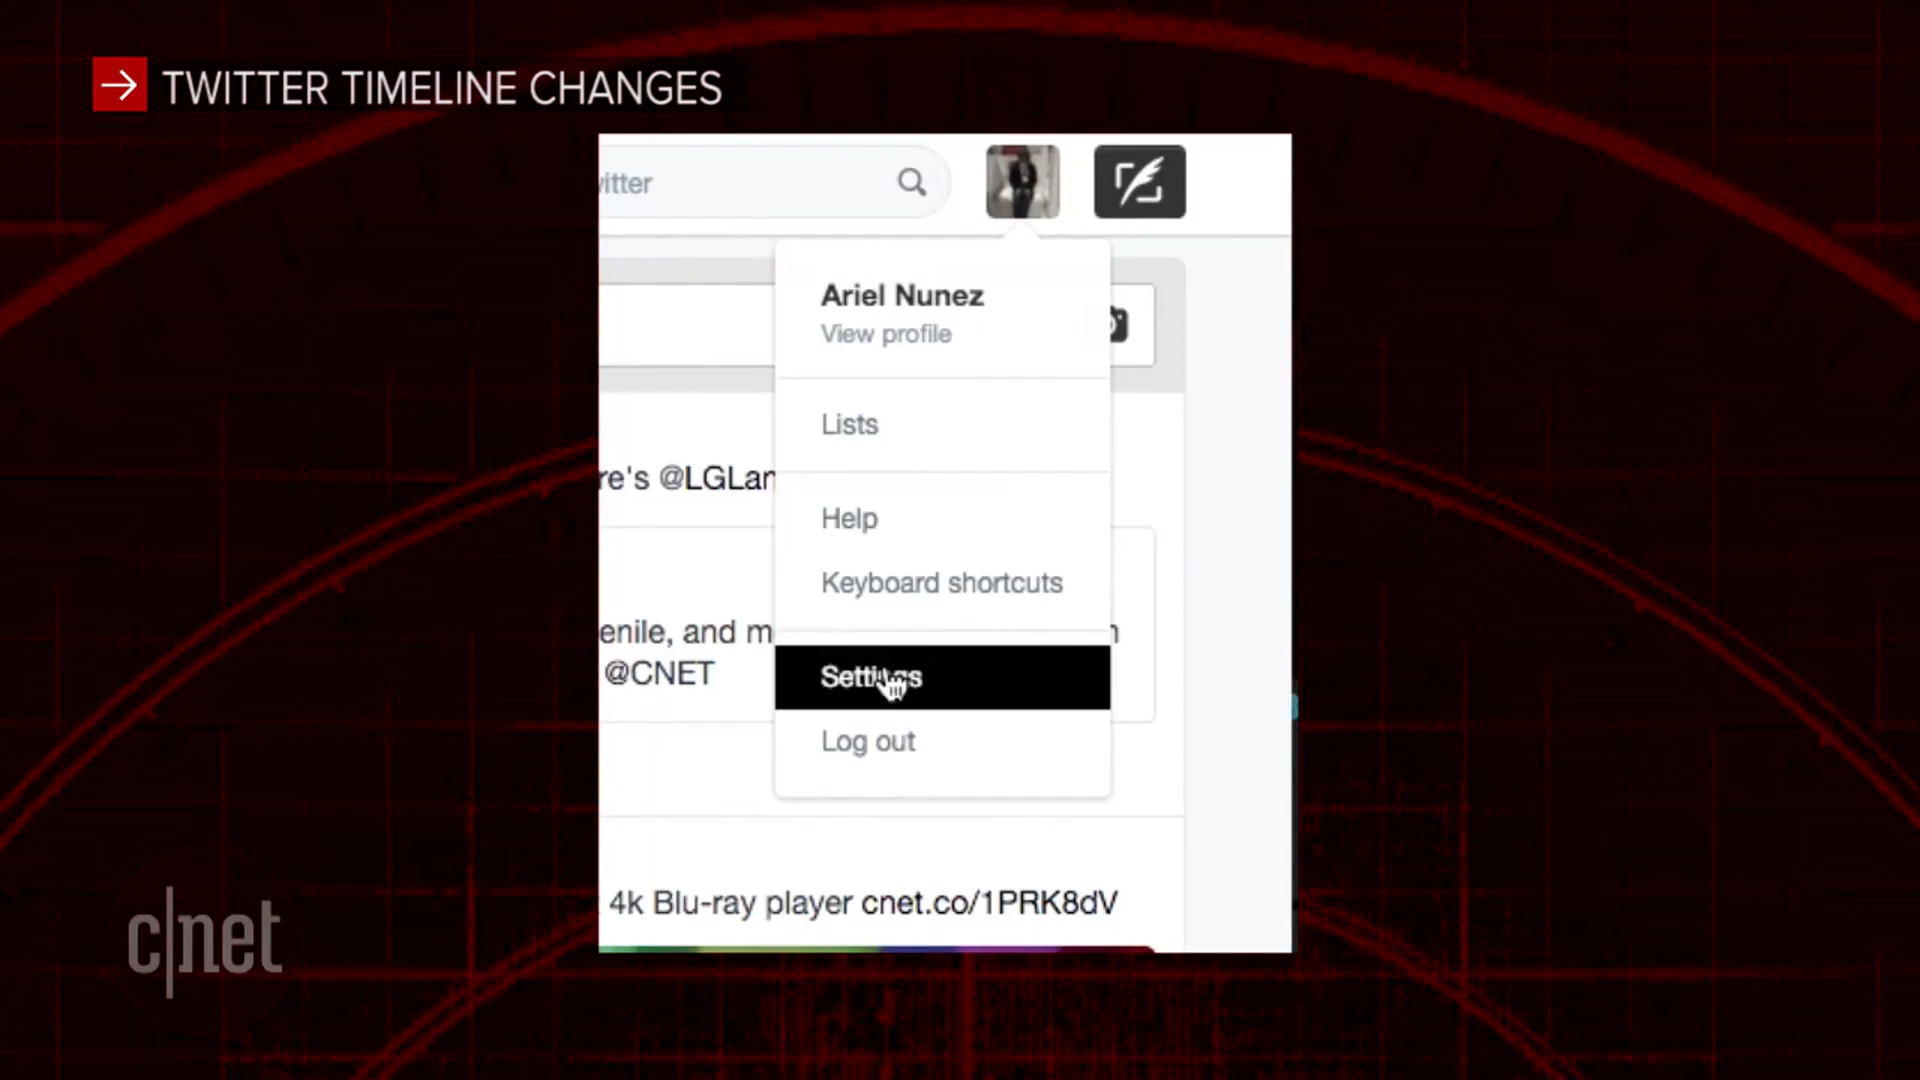 TWITTER TIMELINE CHANGES
itter
Ariel Nunez
View profile
Lists
re's @LGLan
Help
Keyboard shortcuts
enile, and m
@CNET
Settings
Log out
4k Blu-ray player cnet.co/1PRK8dV
c|net